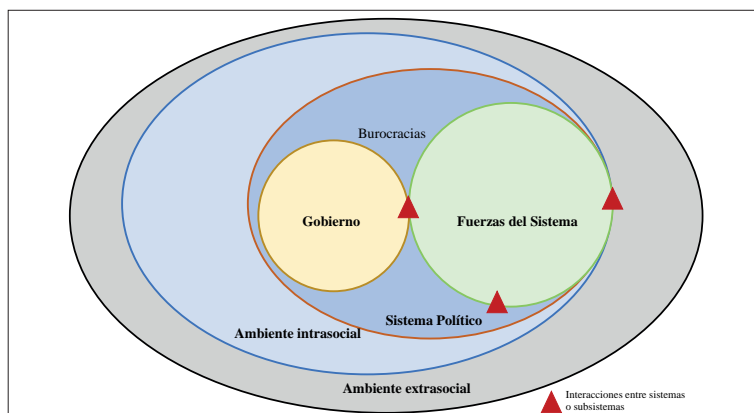 Burocracias
Gobierno
Fuerzas del Sistema
Sistema Político
Ambiente intrasocial
Ambiente extrasocial
Interacciones entre sistemas
o subsistemas